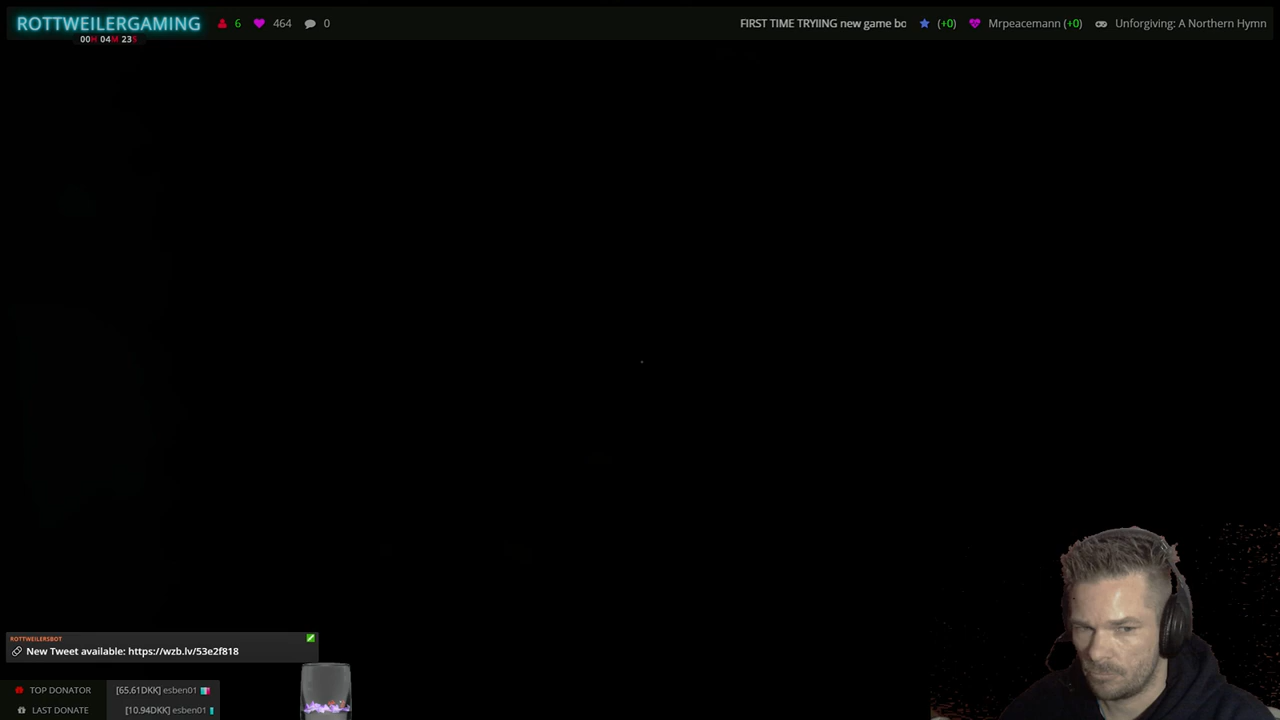 ROTTWEILERGAMING 6 464 0 FIRST TIME TRYIING new game bo (+0) Mrpeacemann (+0) Unforgiving: A Northern Hymn
00H 04M 23S
ROTTWEILERSBOT
New Tweet available: https://wzb.lv/53e2f818
TOP DONATOR [65.61DKK] esben01
LAST DONATE [10.94DKK] esben01